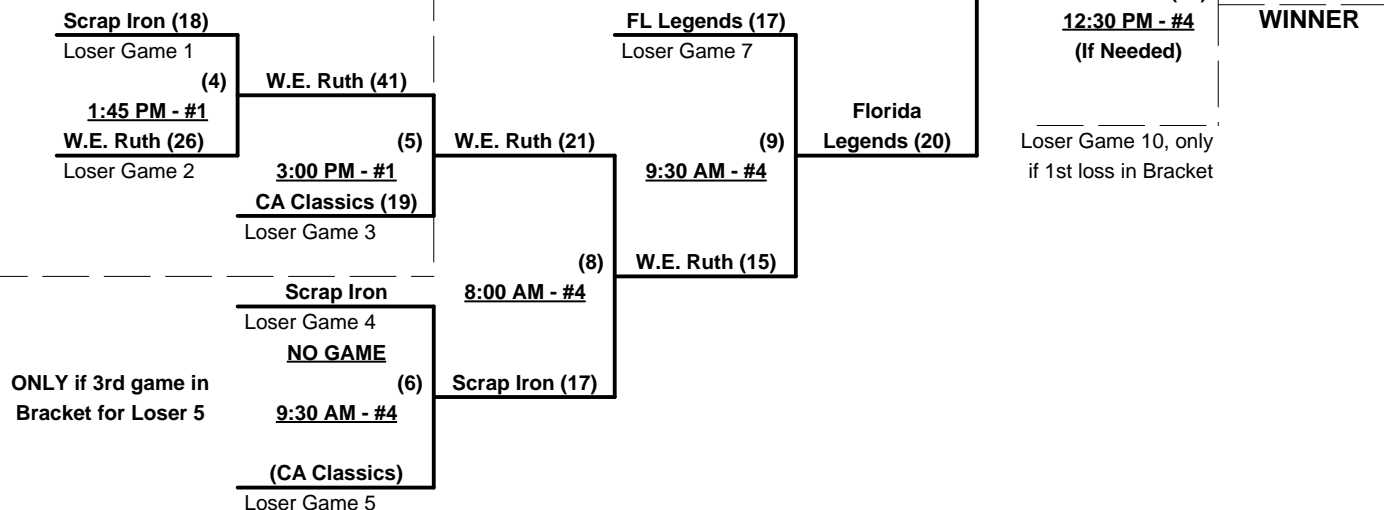 Scrap Iron (18)
Loser Game 1
(4)
1:45 PM - #1
W.E. Ruth (26)
Loser Game 2
W.E. Ruth (41)
(5)
3:00 PM - #1
CA Classics (19)
Loser Game 3
W.E. Ruth (21)
(8)
8:00 AM - #4
Scrap Iron
Loser Game 4
NO GAME
ONLY if 3rd game in
Bracket for Loser 5
(6)
9:30 AM - #4
(CA Classics)
Loser Game 5
Scrap Iron (17)
FL Legends (17)
Loser Game 7
(9)
9:30 AM - #4
W.E. Ruth (15)
Florida
Legends (20)
12:30 PM - #4
(If Needed)
Loser Game 10, only
if 1st loss in Bracket
WINNER